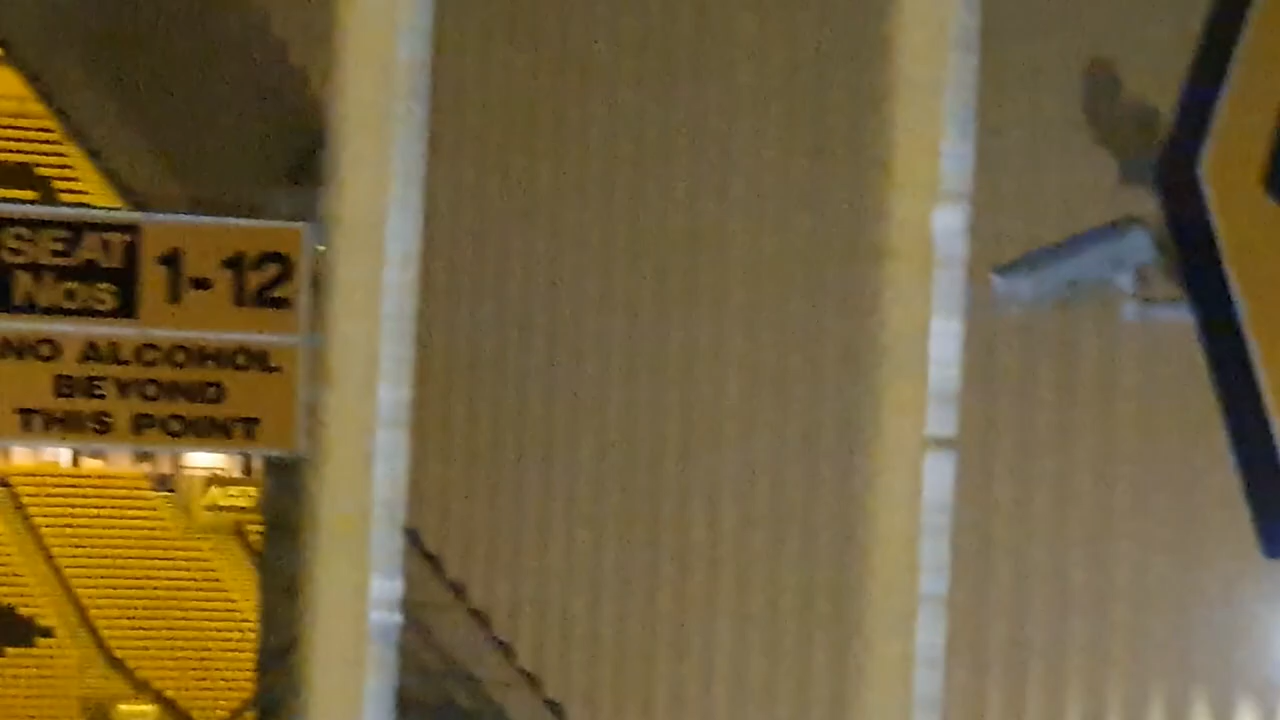 SEAT
Nos
1-12
NO ALCOHOL
BEYOND
THIS POINT